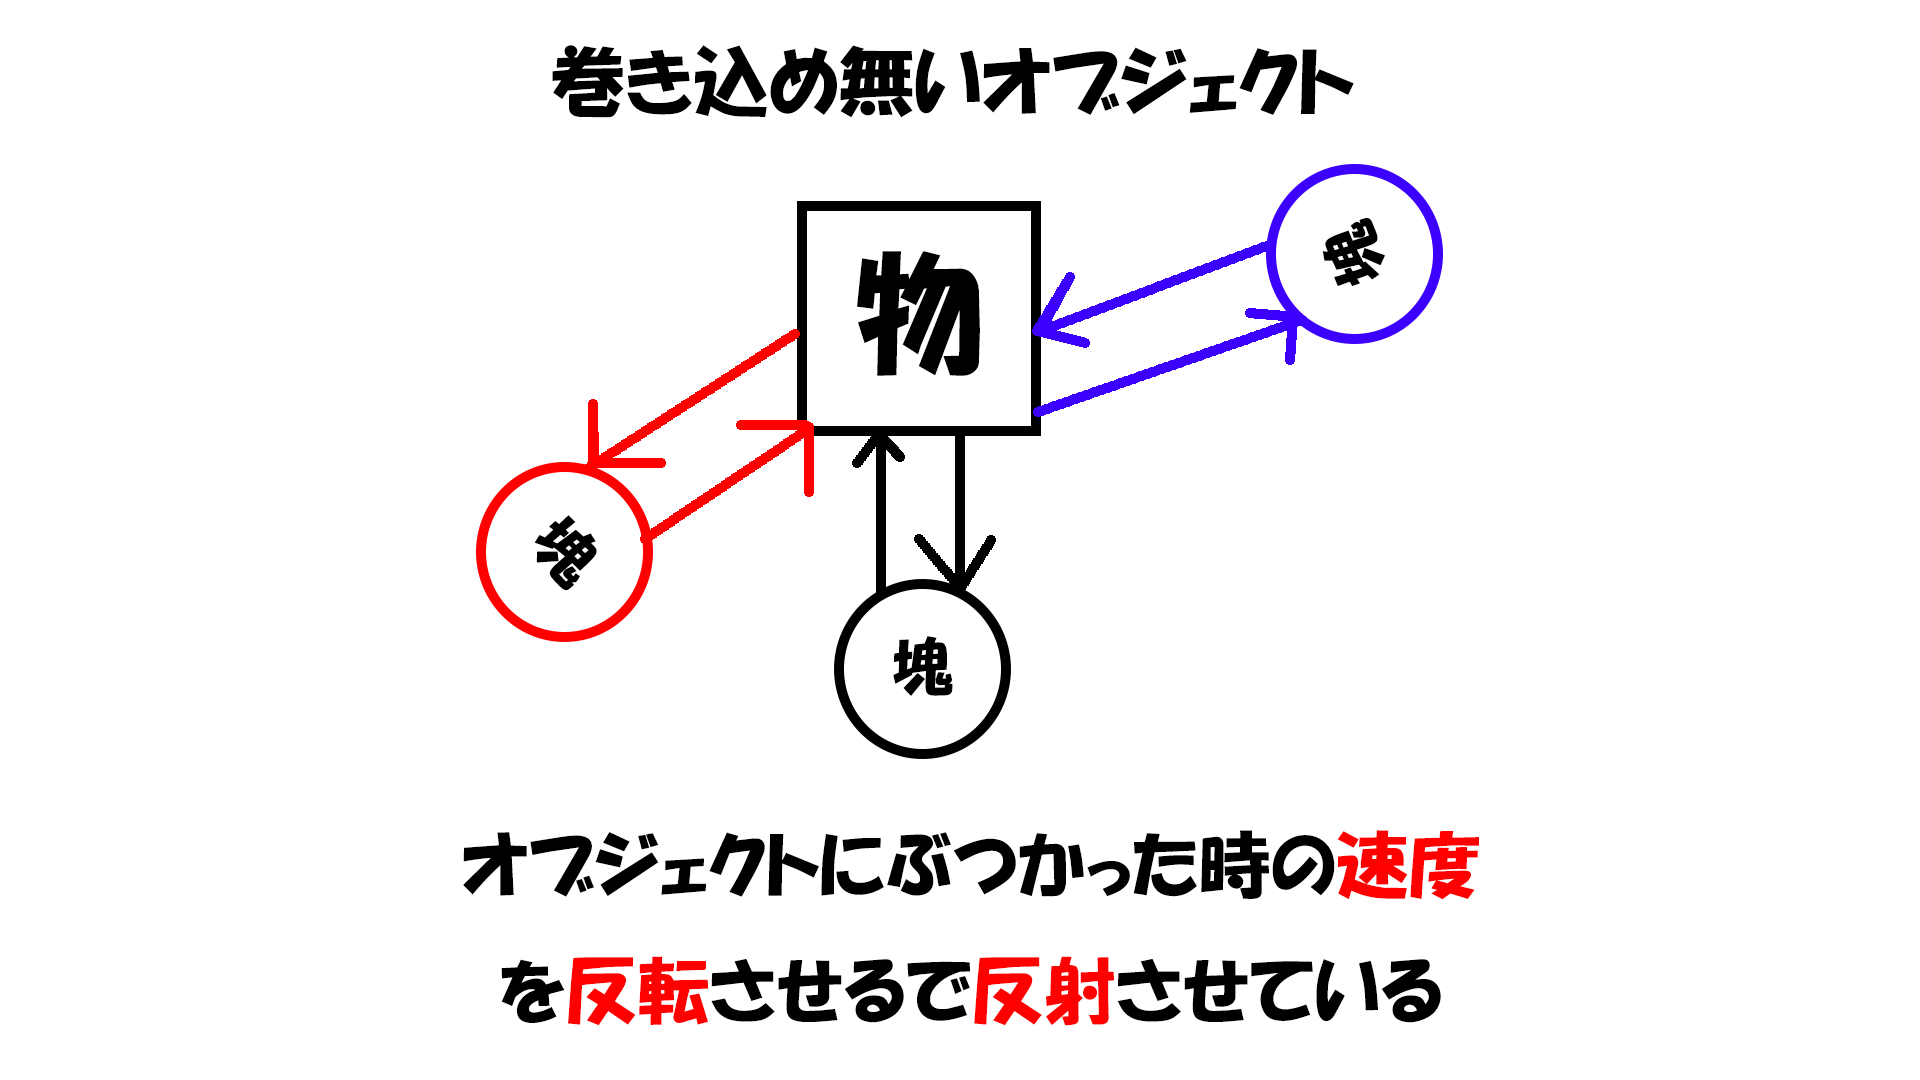 巻き込め無いオブジェクト
物
塊
塊
塊
オブジェクトにぶつかった時の速度
を反転させるで反射させている